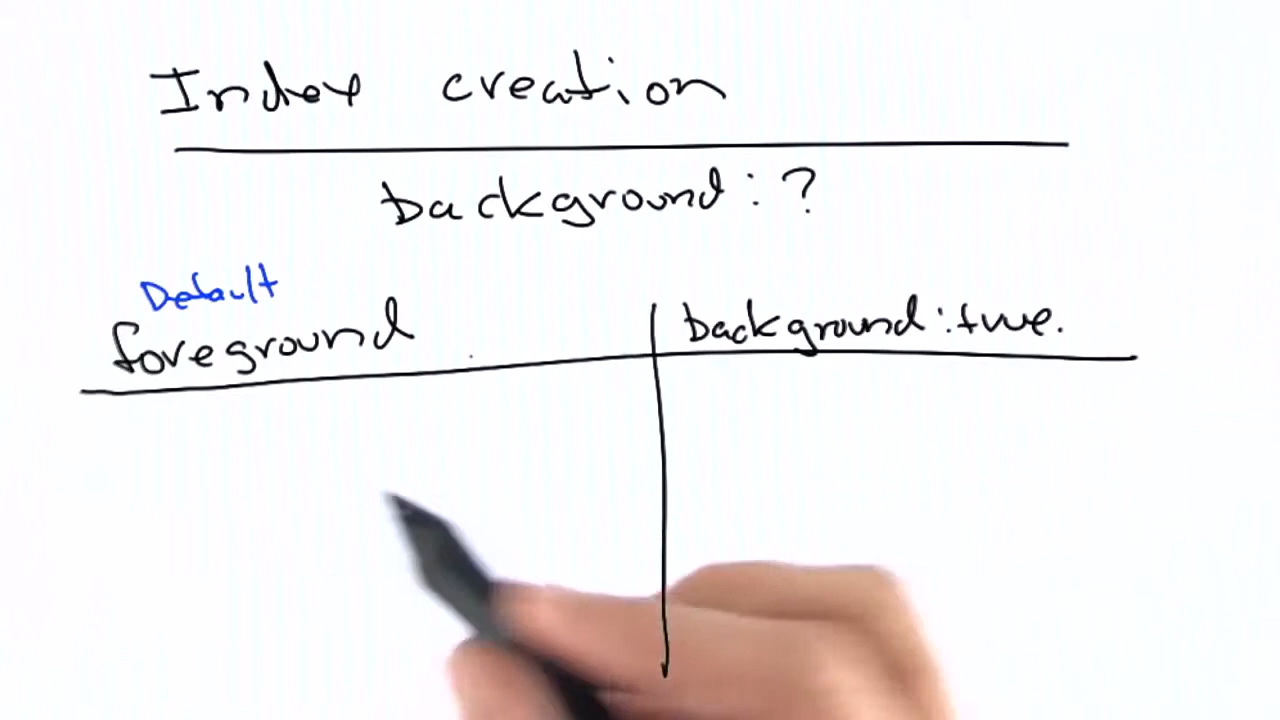 Index creation
background: ?
Default
foreground
background: true.